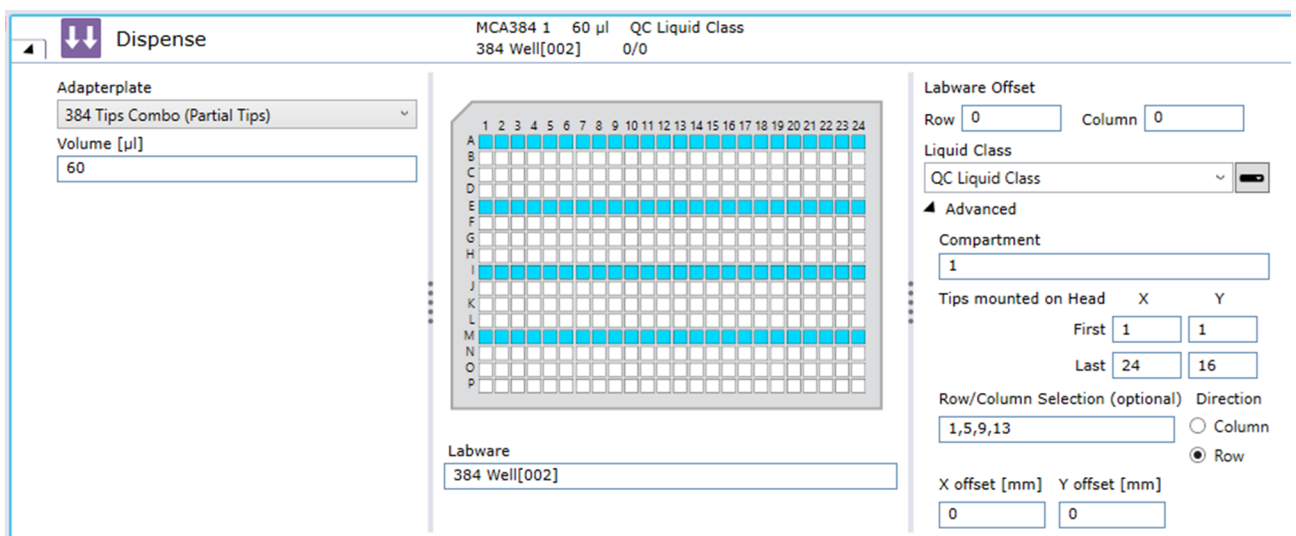 Dispense
MCA384 1 60 µl QC Liquid Class
384 Well[002] 0/0
Adapterplate
384 Tips Combo (Partial Tips)
Volume [µl]
60
1 2 3 4 5 6 7 8 9 10 11 12 13 14 15 16 17 18 19 20 21 22 23 24
A
B
C
D
E
F
G
H
I
J
K
L
M
N
O
P
Labware
384 Well[002]
Labware Offset
Row 0 Column 0
Liquid Class
QC Liquid Class
Advanced
Compartment
1
Tips mounted on Head X Y
First 1 1
Last 24 16
Row/Column Selection (optional) Direction
1,5,9,13 Column
Row
X offset [mm] Y offset [mm]
0 0